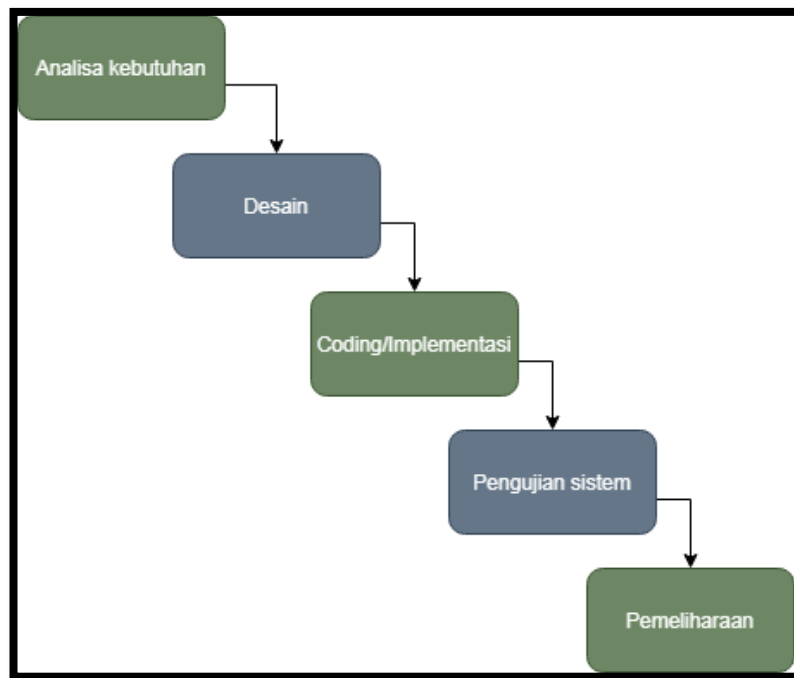 Analisa kebutuhan
Desain
Coding/Implementasi
Pengujian sistem
Pemeliharaan